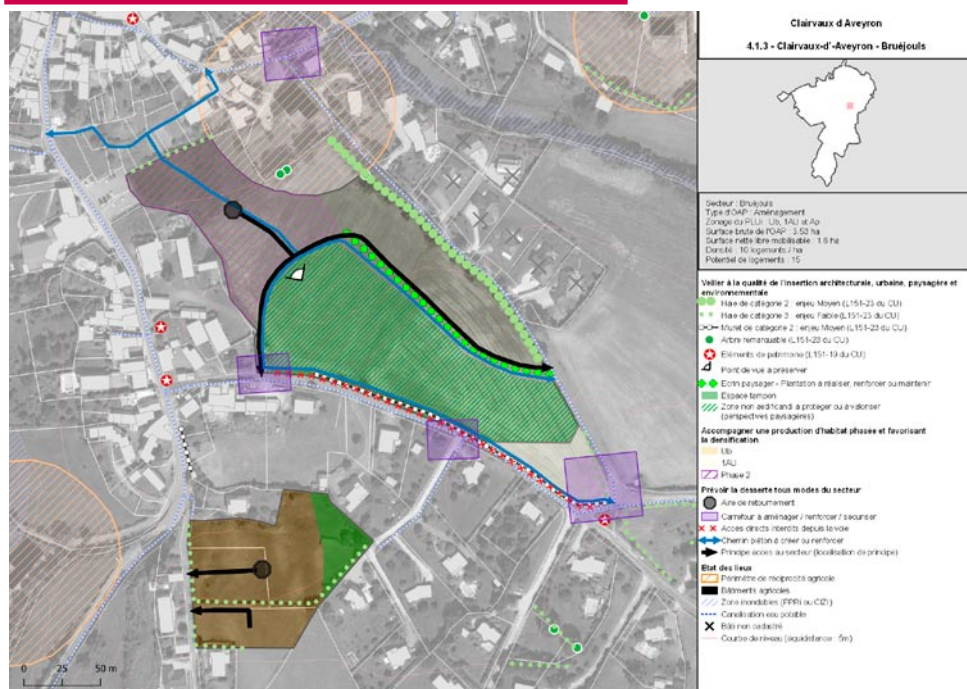 Clairvaux d Aveyron
4.1.3 - Clairvaux-d'-Aveyron - Bruéjouls
Secteur : Bruéjouls
Type d'OAP : Aménagement
Zonage du PLUi : Ub, 1AU et Ap
Surface brute de l'OAP : 3.53 ha
Surface nette libre mobilisable : 1.6 ha
Densité : 10 logements / ha
Potentiel de logements : 15
Veiller à la qualité de l'insertion architecturale, urbaine, paysagère et
environnementale
Haie de catégorie 2 : enjeu Moyen (L151-23 du CU)
Haie de catégorie 3 : enjeu Faible (L151-23 du CU)
Muret de catégorie 2 : enjeu Moyen (L151-23 du CU)
Arbre remarquable (L151-23 du CU)
Eléments de patrimoine (L151-19 du CU)
Point de vue à préserver
Ecrin paysager - Plantation à réaliser, renforcer ou maintenir
Espace tampon
Zone non aedificandi à protéger ou à valoriser
(perspectives paysagères)
Accompagner une production d'habitat phasée et favorisant
la densification
Ub
1AU
Phase 2
Prévoir la desserte tous modes du secteur
Aire de retournement
Carrefour à aménager / renforcer / sécuriser
Accès directs interdits depuis la voie
Chemin piéton à créer ou renforcer
Principe accès au secteur (localisation de principe)
Etat des lieux
Périmètre de réciprocité agricole
Bâtiments agricoles
Zone inondables (PPRi ou CIZI)
Canalisation eau potable
Bâti non cadastré
Courbe de niveau (équidistance : 5m)
0 25 50 m